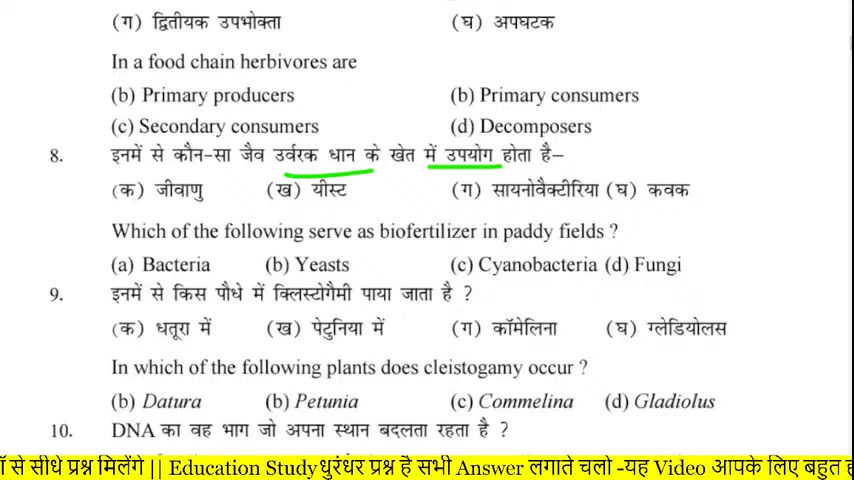 (ग) द्वितीयक उपभोक्ता (घ) अपघटक
In a food chain herbivores are
(b) Primary producers (b) Primary consumers
(c) Secondary consumers (d) Decomposers
8. इनमें से कौन-सा जैव उर्वरक धान के खेत में उपयोग होता है–
(क) जीवाणु (ख) यीस्ट (ग) सायनोवैक्टीरिया (घ) कवक
Which of the following serve as biofertilizer in paddy fields ?
(a) Bacteria (b) Yeasts (c) Cyanobacteria (d) Fungi
9. इनमें से किस पौधे में क्लिस्टोगैमी पाया जाता है ?
(क) धतूरा में (ख) पेटुनिया में (ग) कॉमेलिना (घ) ग्लेडियोलस
In which of the following plants does cleistogamy occur ?
(b) Datura (b) Petunia (c) Commelina (d) Gladiolus
10. DNA का वह भाग जो अपना स्थान बदलता रहता है ?
से सीधे प्रश्न मिलेंगे || Education Study धुरंधर प्रश्न है सभी Answer लगाते चलो -यह Video आपके लिए बहुत